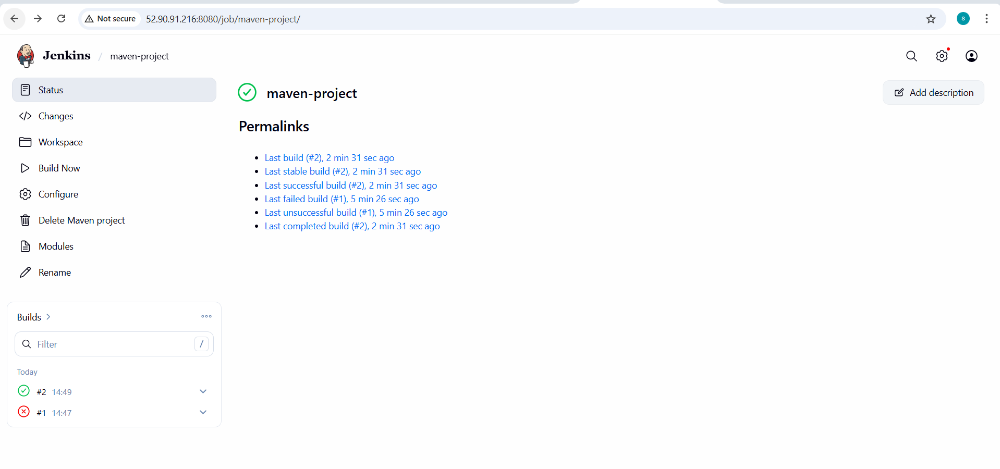 Not secure 52.90.91.216:8080/job/maven-project/ s
Jenkins / maven-project
Status
Changes
Workspace
Build Now
Configure
Delete Maven project
Modules
Rename
maven-project
Add description
Permalinks
Last build (#2), 2 min 31 sec ago
Last stable build (#2), 2 min 31 sec ago
Last successful build (#2), 2 min 31 sec ago
Last failed build (#1), 5 min 26 sec ago
Last unsuccessful build (#1), 5 min 26 sec ago
Last completed build (#2), 2 min 31 sec ago
Builds
Filter /
Today
#2 14:49
#1 14:47